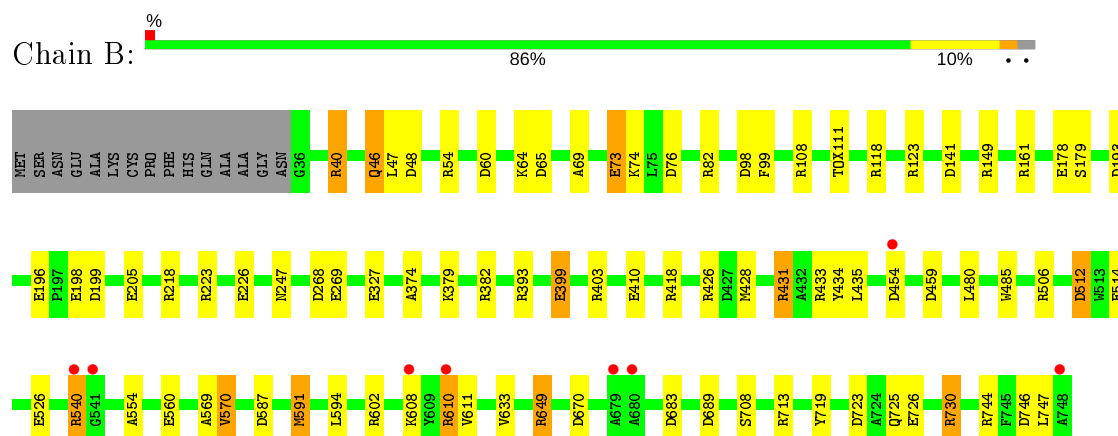 %
Chain B:
86% 10% • •
MET SER ASN GLU ALA LYS CYS PRO PHE HIS GLN ALA ALA GLY ASN G36 R40 Q46 L47 D48 R54 D60 K64 D65 A69 E73 K74 L75 D76 R82 D98 F99 R108 TOX111 R118 R123 D141 R149 R161 E178 S179
E196 P197 E198 D199 E205 R218 R223 E226 N247 D268 E269 E327 A374 K379 R382 R393 E399 R403 E410 R418 R426 D427 M428 R431 A432 R433 Y434 L435 D454 D459 L480 W485 R506 D512 W513
E526 R540 G541 A554 E560 A569 V570 D587 M591 L594 R602 K608 Y609 R610 V611 V633 R649 D670 A679 A680 D683 D689 S708 R713 Y719 D723 A724 Q725 E726 R730 R744 F745 D746 L747 A748